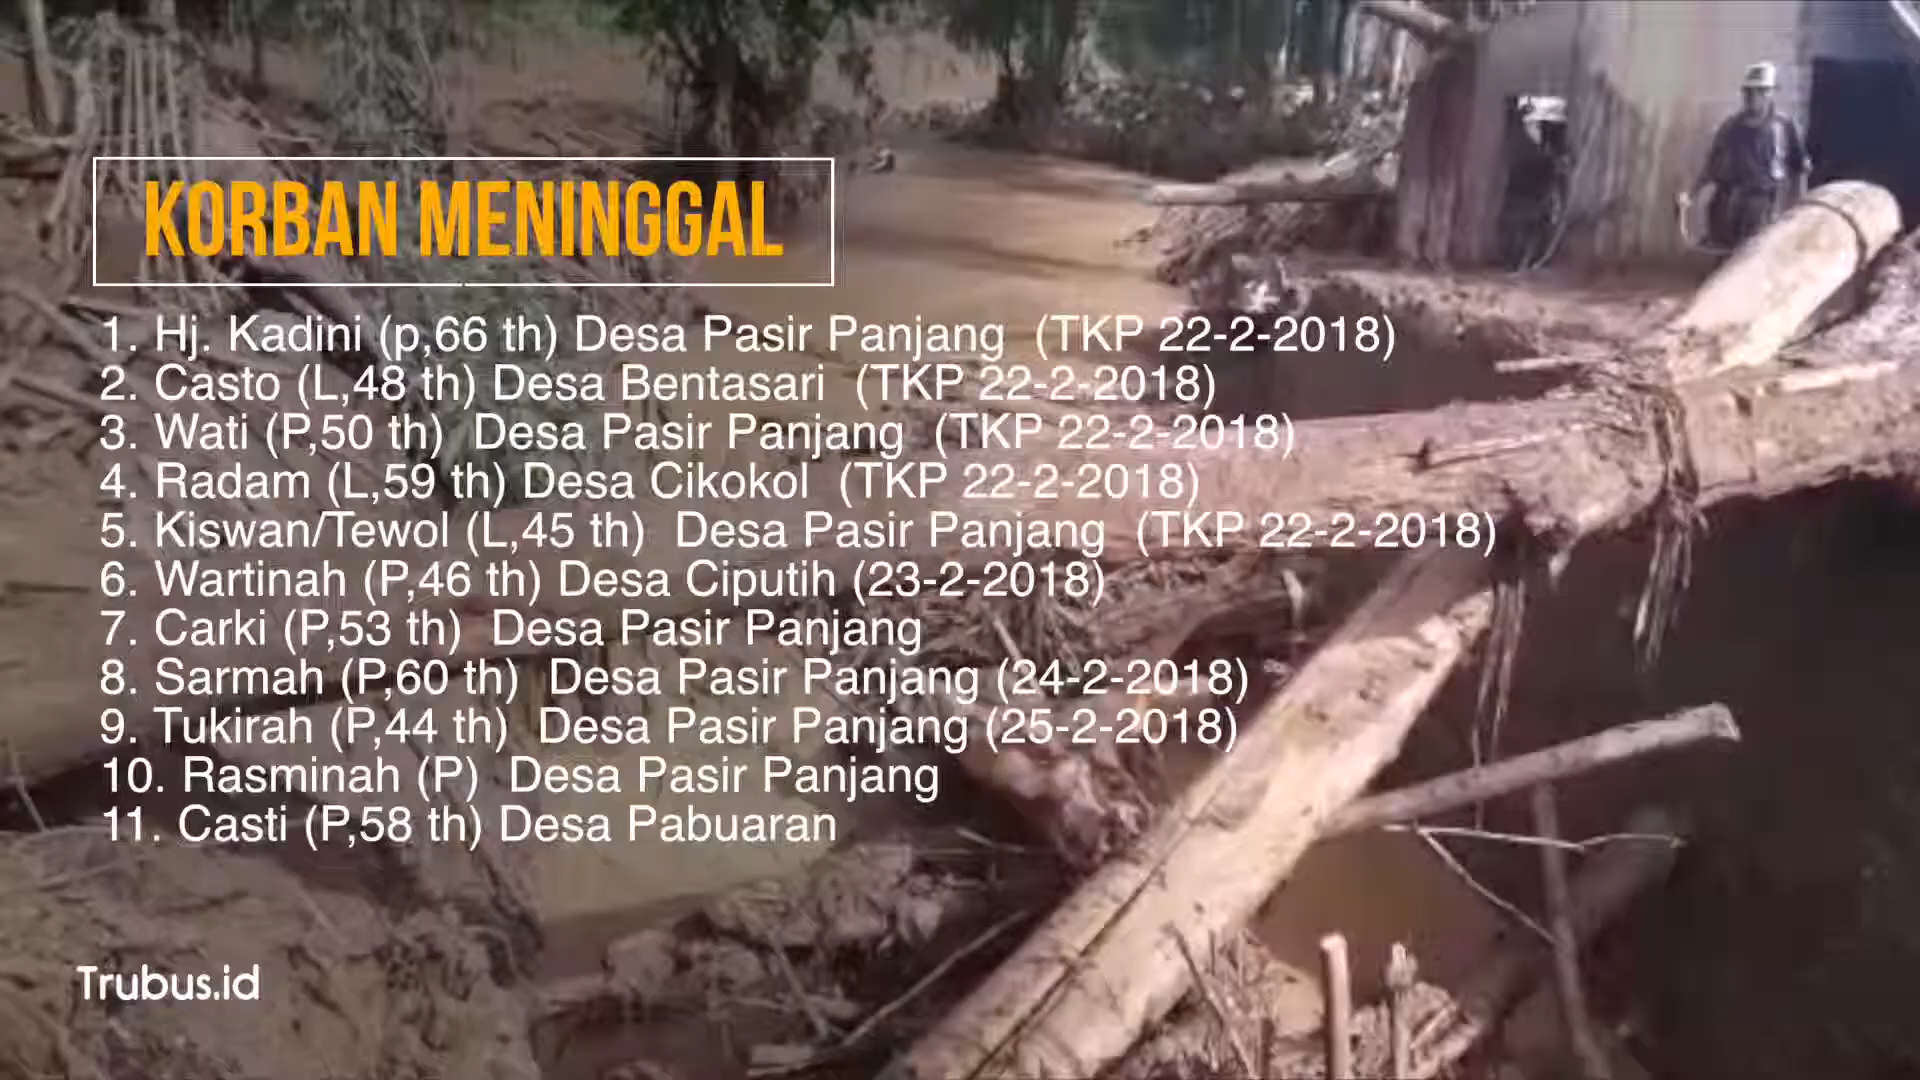 KORBAN MENINGGAL
1. Hj. Kadini (p,66 th) Desa Pasir Panjang (TKP 22-2-2018)
2. Casto (L,48 th) Desa Bentasari (TKP 22-2-2018)
3. Wati (P,50 th) Desa Pasir Panjang (TKP 22-2-2018)
4. Radam (L,59 th) Desa Cikokol (TKP 22-2-2018)
5. Kiswan/Tewol (L,45 th) Desa Pasir Panjang (TKP 22-2-2018)
6. Wartinah (P,46 th) Desa Ciputih (23-2-2018)
7. Carki (P,53 th) Desa Pasir Panjang
8. Sarmah (P,60 th) Desa Pasir Panjang (24-2-2018)
9. Tukirah (P,44 th) Desa Pasir Panjang (25-2-2018)
10. Rasminah (P) Desa Pasir Panjang
11. Casti (P,58 th) Desa Pabuaran
Trubus.id